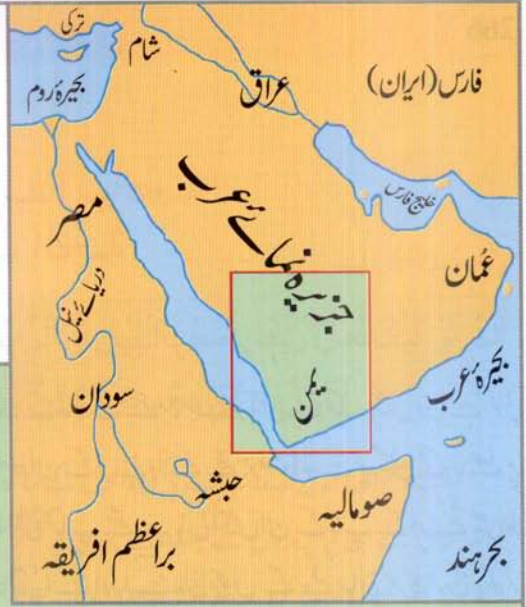 ترکی
شام
بحیرۂ روم
عراق
فارس (ایران)
خلیج فارس
جزیرہ نمائے عرب
مصر
دریائے نیل
عُمان
بحیرۂ عرب
یمن
سودان
حبشہ
صومالیہ
براعظم افریقہ
بحر ہند